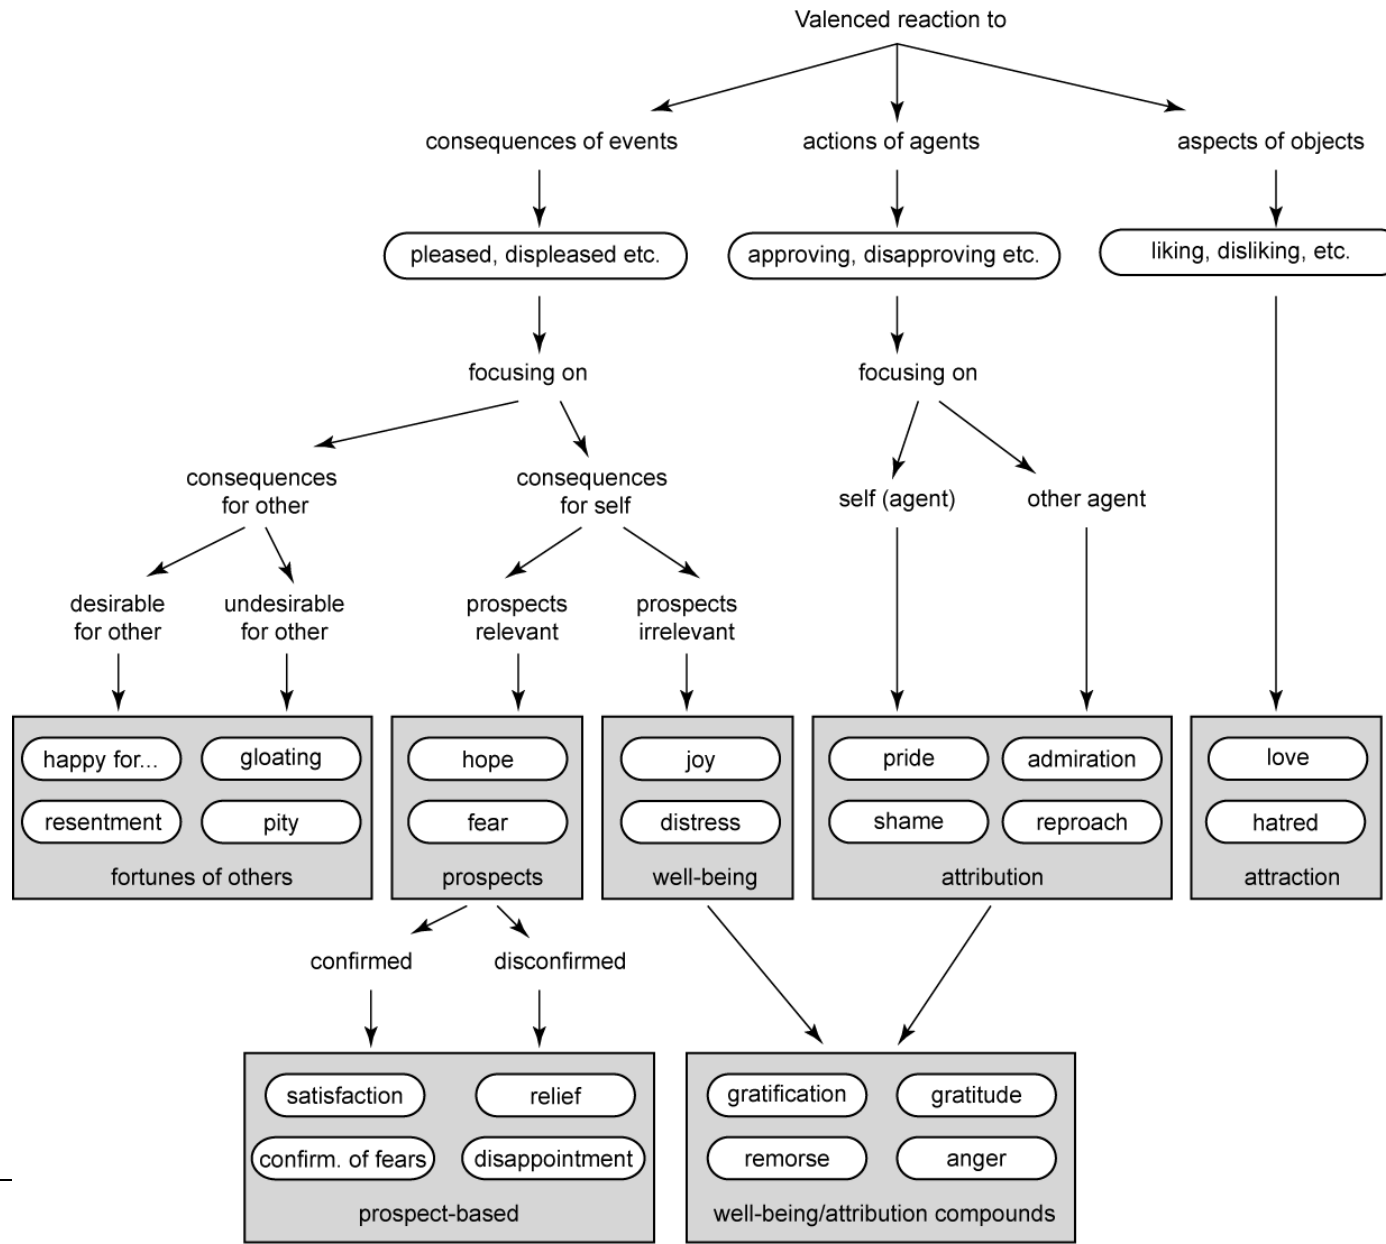 Valenced reaction to
consequences of events
actions of agents
aspects of objects
pleased, displeased etc.
approving, disapproving etc.
liking, disliking, etc.
focusing on
focusing on
consequences
for other
consequences
for self
self (agent)
other agent
desirable
for other
undesirable
for other
prospects
relevant
prospects
irrelevant
happy for...
gloating
resentment
pity
fortunes of others
hope
fear
prospects
joy
distress
well-being
pride
admiration
shame
reproach
attribution
love
hatred
attraction
confirmed
disconfirmed
satisfaction
relief
confirm. of fears
disappointment
prospect-based
gratification
gratitude
remorse
anger
well-being/attribution compounds